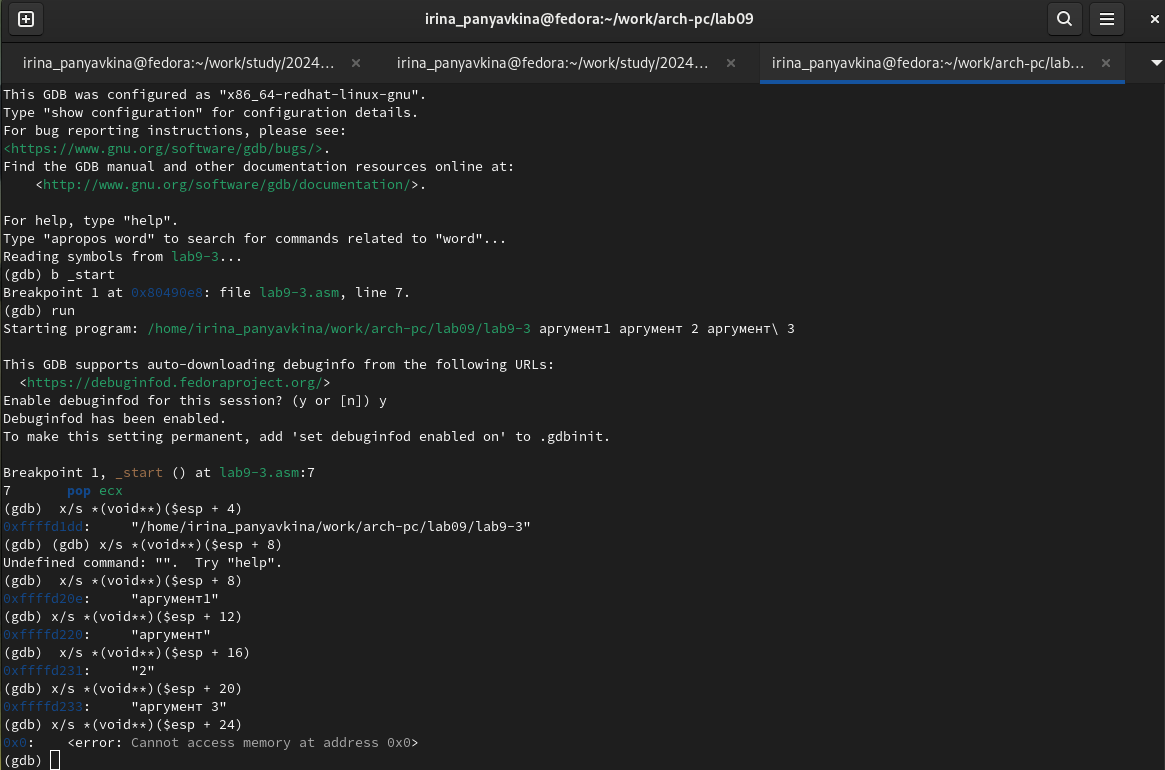 irina_panyavkina@fedora:~/work/arch-pc/lab09
irina_panyavkina@fedora:~/work/study/2024... irina_panyavkina@fedora:~/work/study/2024... irina_panyavkina@fedora:~/work/arch-pc/lab...
This GDB was configured as "x86_64-redhat-linux-gnu".
Type "show configuration" for configuration details.
For bug reporting instructions, please see:
<https://www.gnu.org/software/gdb/bugs/>.
Find the GDB manual and other documentation resources online at:
    <http://www.gnu.org/software/gdb/documentation/>.
For help, type "help".
Type "apropos word" to search for commands related to "word"...
Reading symbols from lab9-3...
(gdb) b _start
Breakpoint 1 at 0x80490e8: file lab9-3.asm, line 7.
(gdb) run
Starting program: /home/irina_panyavkina/work/arch-pc/lab09/lab9-3 аргумент1 аргумент 2 аргумент\ 3
This GDB supports auto-downloading debuginfo from the following URLs:
  <https://debuginfod.fedoraproject.org/>
Enable debuginfod for this session? (y or [n]) y
Debuginfod has been enabled.
To make this setting permanent, add 'set debuginfod enabled on' to .gdbinit.
Breakpoint 1, _start () at lab9-3.asm:7
7       pop ecx
(gdb)  x/s *(void**)($esp + 4)
0xffffd1dd:     "/home/irina_panyavkina/work/arch-pc/lab09/lab9-3"
(gdb) (gdb) x/s *(void**)($esp + 8)
Undefined command: "".  Try "help".
(gdb)  x/s *(void**)($esp + 8)
0xffffd20e:     "аргумент1"
(gdb) x/s *(void**)($esp + 12)
0xffffd220:     "аргумент"
(gdb)  x/s *(void**)($esp + 16)
0xffffd231:     "2"
(gdb) x/s *(void**)($esp + 20)
0xffffd233:     "аргумент 3"
(gdb) x/s *(void**)($esp + 24)
0x0:    <error: Cannot access memory at address 0x0>
(gdb)